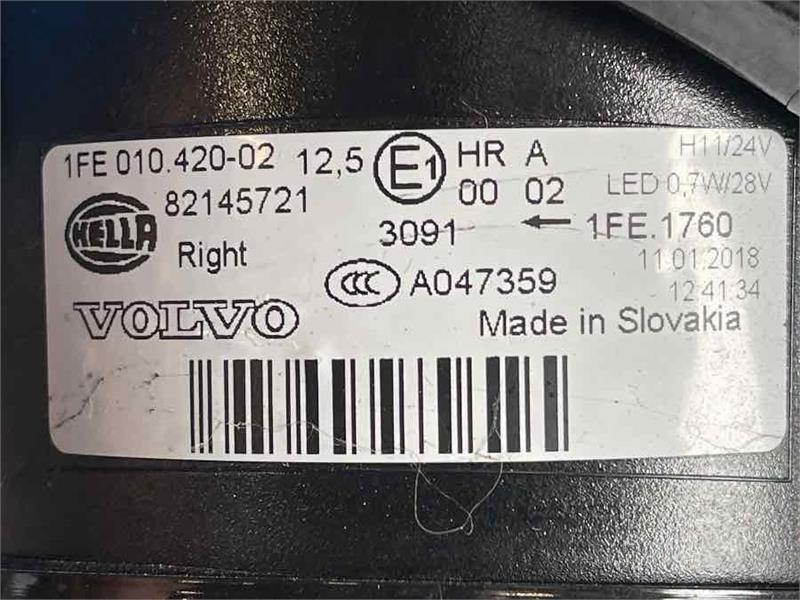 1FE 010.420-02 12,5 E1 HR A H11/24V
00 02 LED 0,7W/28V
HELLA 82145721
3091 ← 1FE.1760
Right 11.01.2018
CCC A047359 12:41:34
VOLVO Made in Slovakia